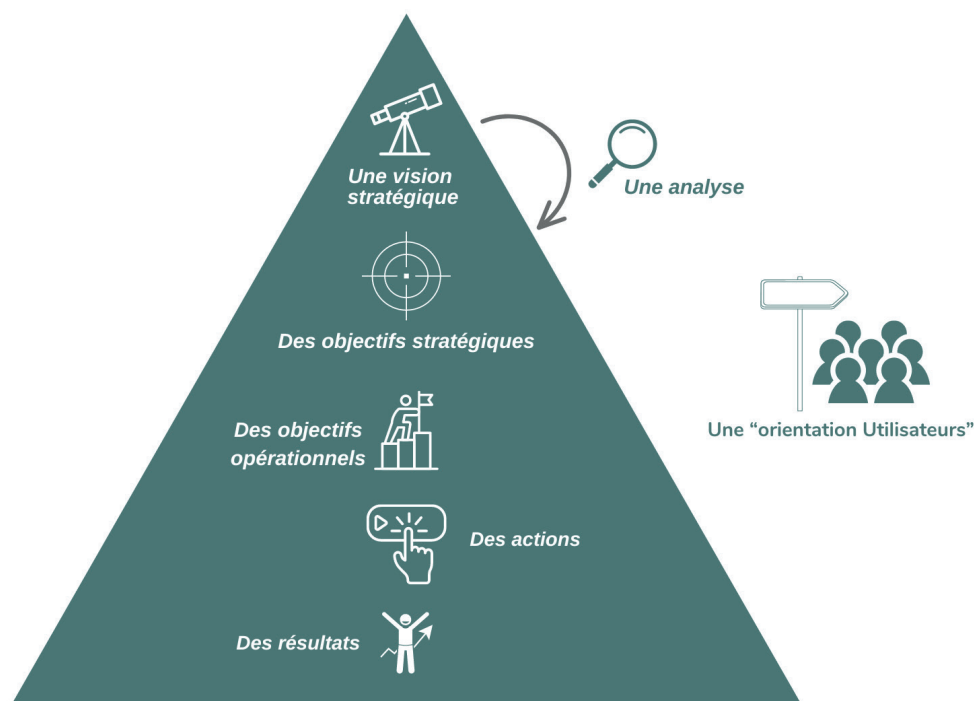 Une vision
stratégique
Une analyse
Des objectifs stratégiques
Des objectifs
opérationnels
Une “orientation Utilisateurs”
Des actions
Des résultats